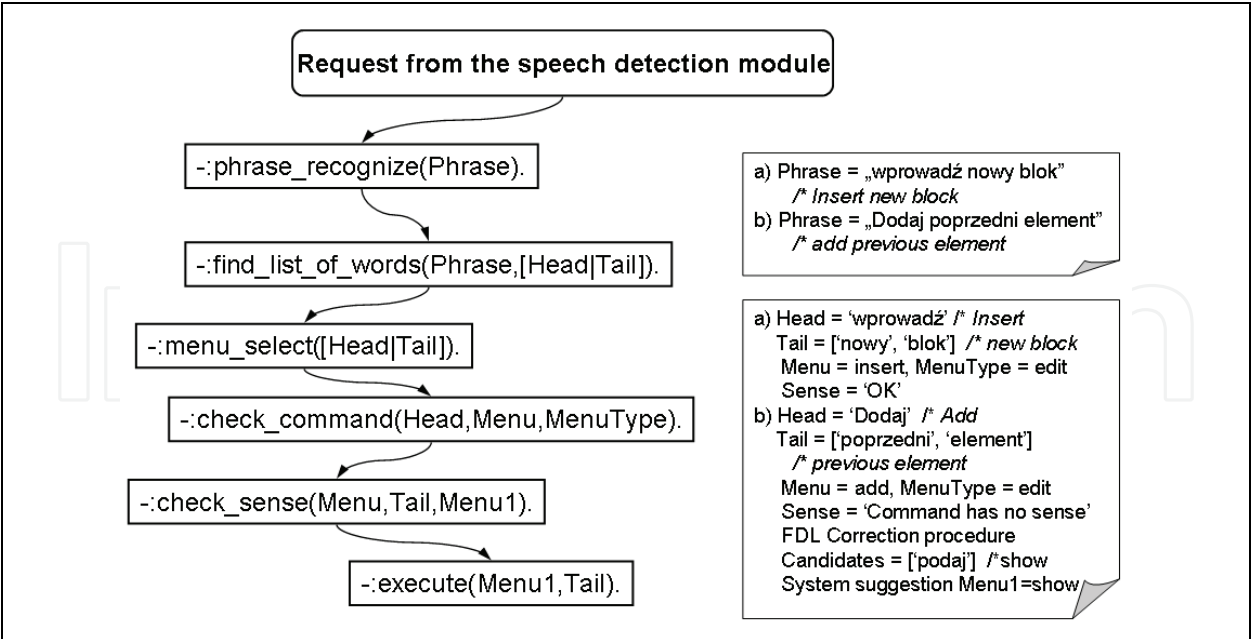 Request from the speech detection module
-:phrase_recognize(Phrase).
-:find_list_of_words(Phrase,[Head|Tail]).
-:menu_select([Head|Tail]).
-:check_command(Head,Menu,MenuType).
-:check_sense(Menu,Tail,Menu1).
-:execute(Menu1,Tail).
a) Phrase = „wprowadź nowy blok”
/* Insert new block
b) Phrase = „Dodaj poprzedni element”
/* add previous element
a) Head = ‘wprowadź’ /* Insert
Tail = [‘nowy’, ‘blok’] /* new block
Menu = insert, MenuType = edit
Sense = ‘OK’
b) Head = ‘Dodaj’ /* Add
Tail = [‘poprzedni’, ‘element’]
/* previous element
Menu = add, MenuType = edit
Sense = ‘Command has no sense’
FDL Correction procedure
Candidates = [‘podaj’] /*show
System suggestion Menu1=show